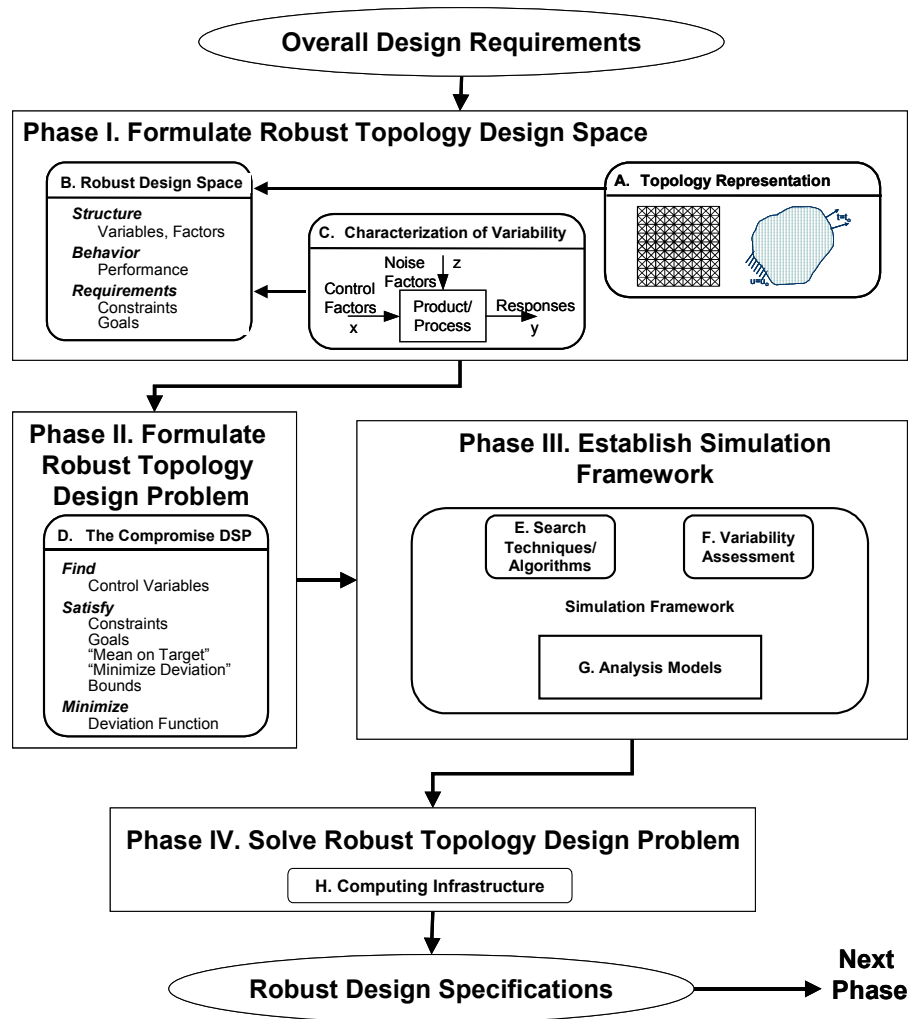 Overall Design Requirements
Phase I. Formulate Robust Topology Design Space
B. Robust Design Space
Structure
Variables, Factors
Behavior
Performance
Requirements
Constraints
Goals
C. Characterization of Variability
Noise
Factors
z
Control
Factors
x
Product/
Process
Responses
y
A. Topology Representation
t=t₀
u=u₀
Phase II. Formulate
Robust Topology
Design Problem
D. The Compromise DSP
Find
Control Variables
Satisfy
Constraints
Goals
“Mean on Target”
“Minimize Deviation”
Bounds
Minimize
Deviation Function
Phase III. Establish Simulation
Framework
E. Search
Techniques/
Algorithms
F. Variability
Assessment
Simulation Framework
G. Analysis Models
Phase IV. Solve Robust Topology Design Problem
H. Computing Infrastructure
Robust Design Specifications
Next
Phase